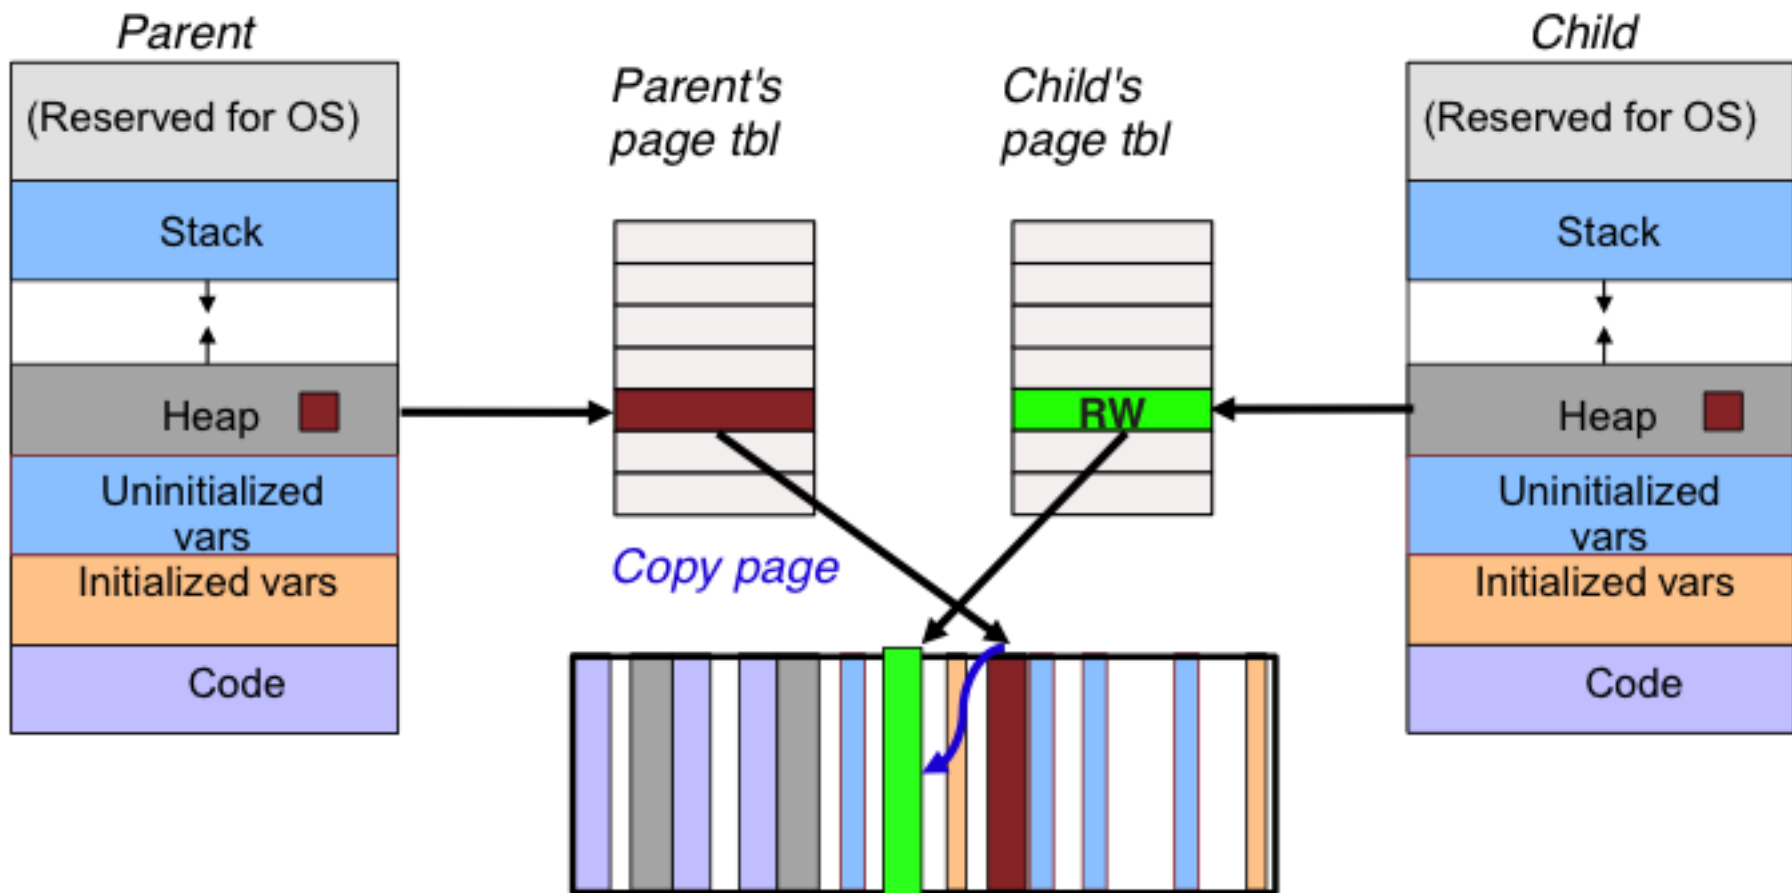 Parent
Child
Parent's
page tbl
Child's
page tbl
(Reserved for OS)
Stack
Heap
Uninitialized
vars
Initialized vars
Code
RW
Copy page
(Reserved for OS)
Stack
Heap
Uninitialized
vars
Initialized vars
Code